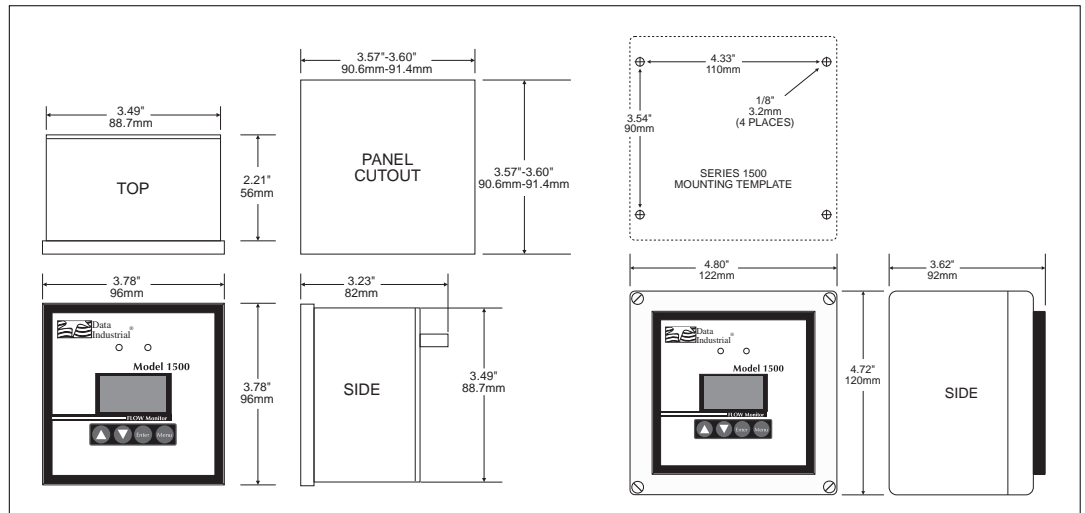 3.49"
88.7mm
TOP
2.21"
56mm
3.57"-3.60"
90.6mm-91.4mm
PANEL
CUTOUT
3.57"-3.60"
90.6mm-91.4mm
4.33"
110mm
1/8"
3.2mm
(4 PLACES)
3.54"
90mm
SERIES 1500
MOUNTING TEMPLATE
3.78"
96mm
Data
Industrial®
Model 1500
FLOW Monitor
Enter
Menu
3.78"
96mm
3.23"
82mm
SIDE
3.49"
88.7mm
4.80"
122mm
Data
Industrial®
Model 1500
FLOW Monitor
Enter
Menu
4.72"
120mm
3.62"
92mm
SIDE